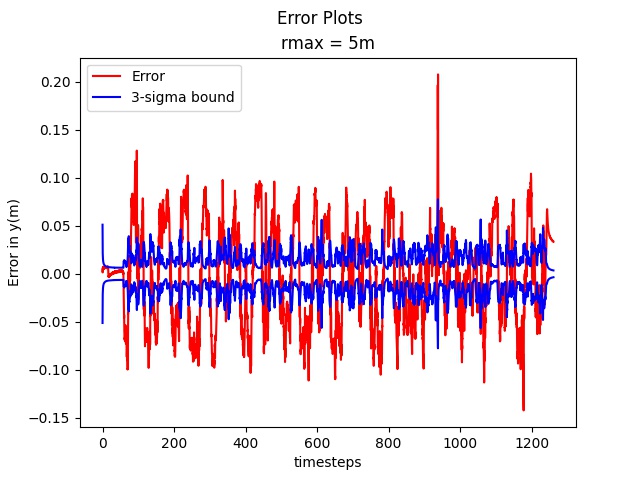 Error Plots
rmax = 5m
Error
3-sigma bound
0.20
0.15
0.10
0.05
0.00
−0.05
−0.10
−0.15
Error in y(m)
0
200
400
600
800
1000
1200
timesteps